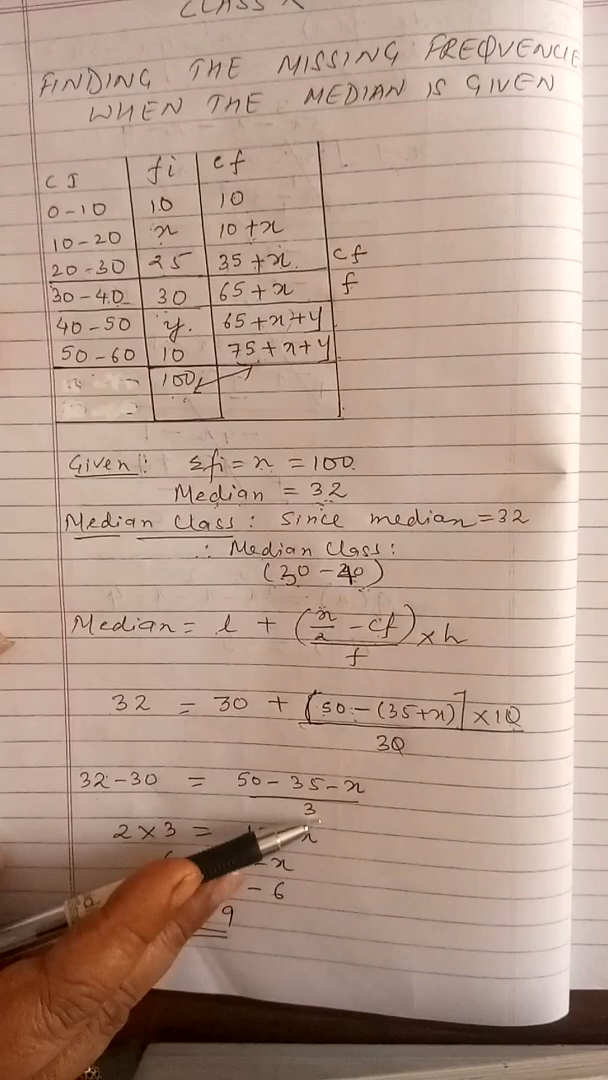 CLASS X
FINDING THE MISSING FREQUENCIE
WHEN THE MEDIAN IS GIVEN
CI fi cf
0-10 10 10
10-20 x 10+x
20-30 25 35+x cf
30-40 30 65+x f
40-50 y. 65+x+y
50-60 10 75+x+y
100
Given: Σfi = n = 100.
Median = 32
Median Class: Since median = 32
∴ Median Class:
(30-40)
Median = l + (n/2 - cf)/f × h
32 = 30 + [50 - (35+x)]/30 × 10
32-30 = (50-35-x)/3
2 × 3 = x
-x
- 6
9